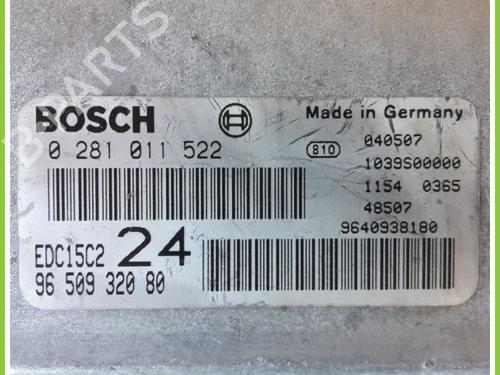 BOSCH
Made in Germany
0 281 011 522
810
040507
1039S00000
1154 0365
48507
9640938180
EDC15C2 24
96 509 320 80